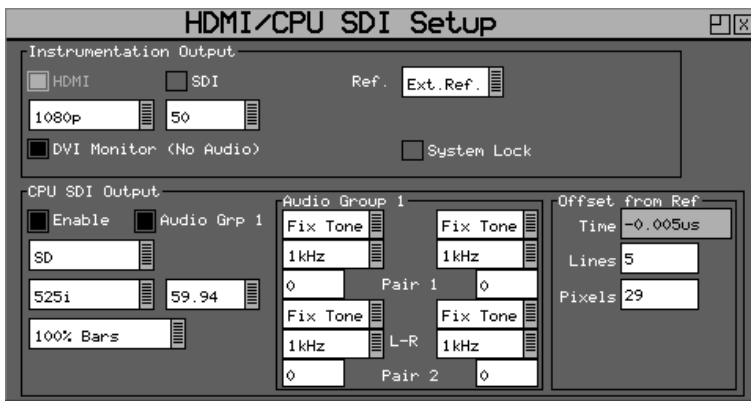 HDMI/CPU SDI Setup
Instrumentation Output
HDMI SDI Ref. Ext.Ref.
1080p 50
DVI Monitor (No Audio) System Lock
CPU SDI Output
Enable Audio Grp 1
SD
525i 59.94
100% Bars
Audio Group 1
Fix Tone Fix Tone
1kHz 1kHz
0 Pair 1 0
Fix Tone Fix Tone
1kHz L-R 1kHz
0 Pair 2 0
Offset from Ref
Time -0.005us
Lines 5
Pixels 29